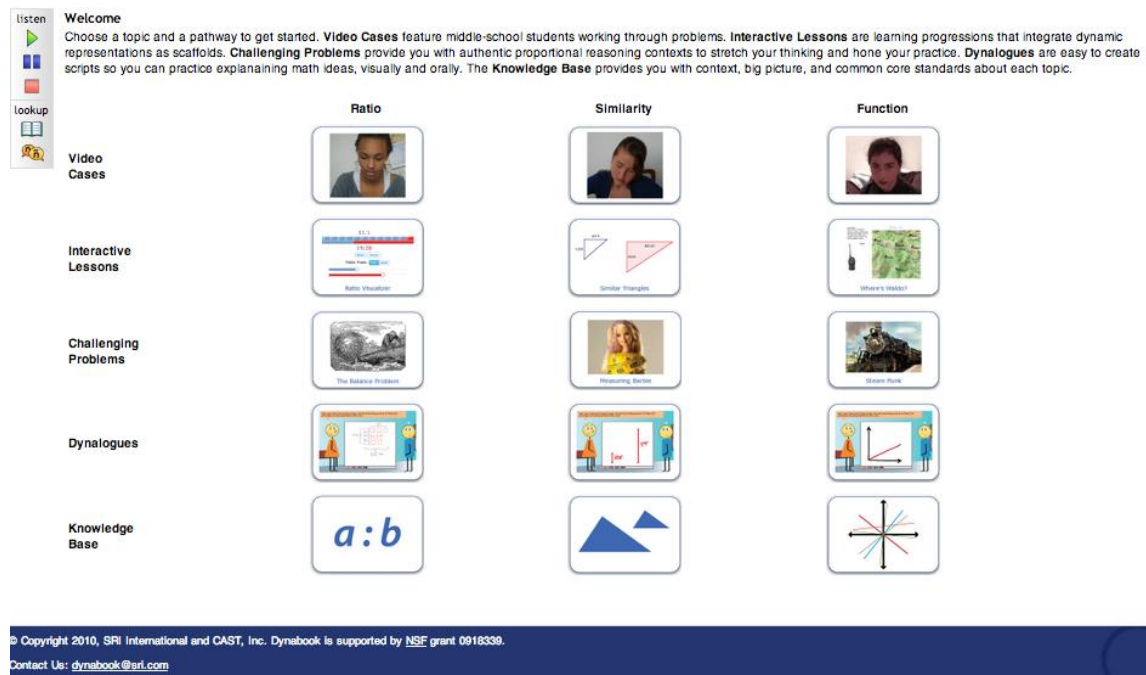 listen
Welcome
Choose a topic and a pathway to get started. Video Cases feature middle-school students working through problems. Interactive Lessons are learning progressions that integrate dynamic
representations as scaffolds. Challenging Problems provide you with authentic proportional reasoning contexts to stretch your thinking and hone your practice. Dynalogues are easy to create
scripts so you can practice explanaining math ideas, visually and orally. The Knowledge Base provides you with context, big picture, and common core standards about each topic.
lookup
Ratio Similarity Function
Video
Cases
Interactive
Lessons
Ratio Visualizer Similar Triangles Where's Waldo?
Challenging
Problems
The Balance Problem Measuring Barbie Steam Punk
Dynalogues
Knowledge
Base
a:b
© Copyright 2010, SRI International and CAST, Inc. Dynabook is supported by NSF grant 0918339.
Contact Us: dynabook@sri.com